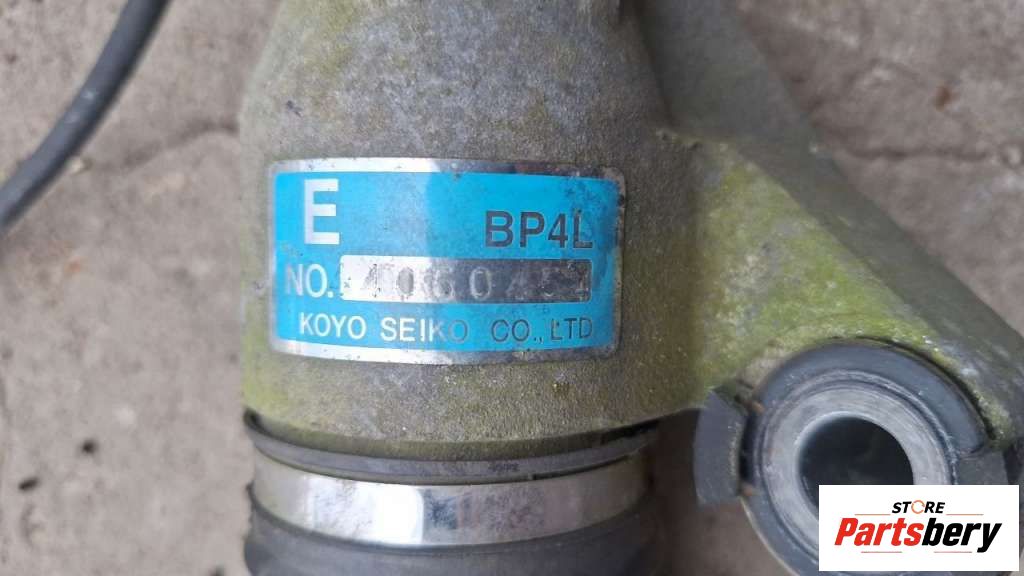 E
BP4L
NO.
KOYO SEIKO CO., LTD
STORE
Partsbery